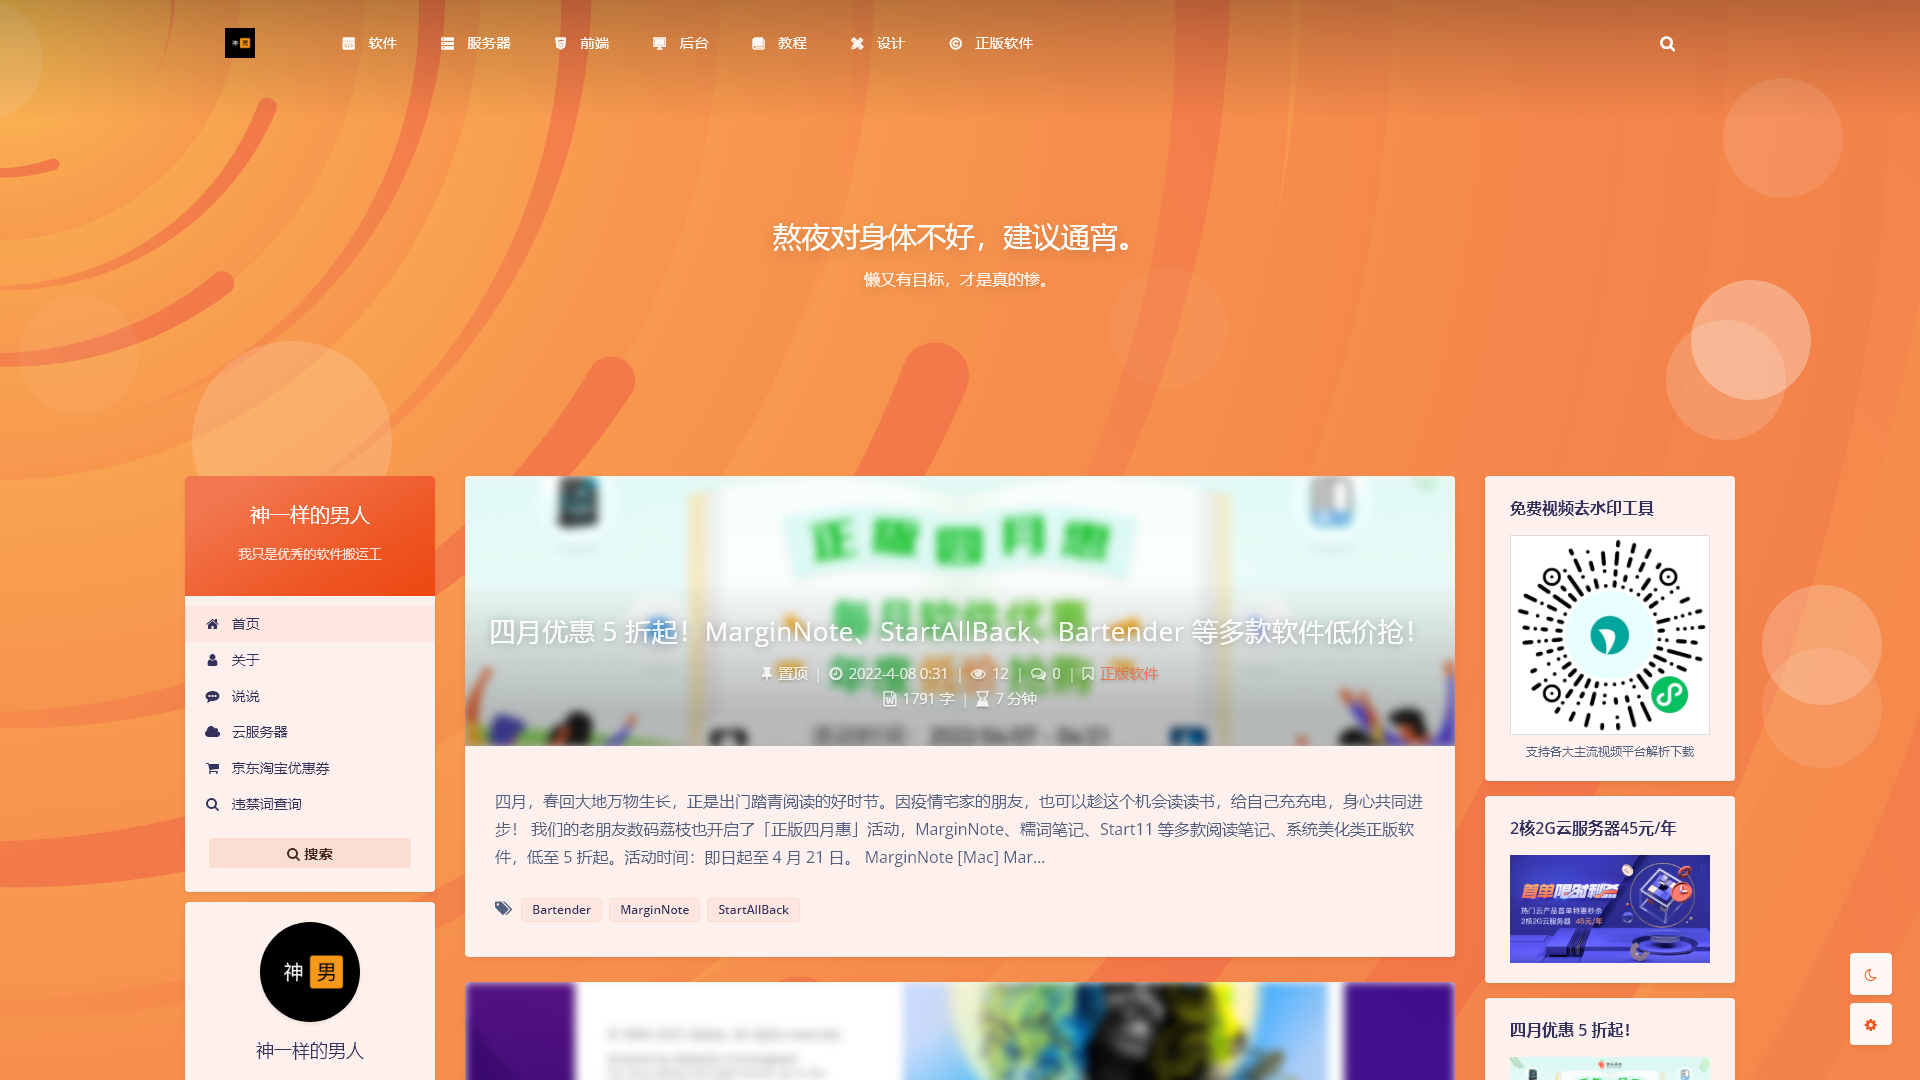 神 男
软件
服务器
前端
后台
教程
设计
正版软件
熬夜对身体不好，建议通宵。
懒又有目标，才是真的惨。
神一样的男人
我只是优秀的软件搬运工
首页
关于
说说
云服务器
京东淘宝优惠券
违禁词查询
搜索
神 男
神一样的男人
正版四月惠
每月软件优惠
四月优惠 5 折起！MarginNote、StartAllBack、Bartender 等多款软件低价抢！
置顶 | 2022-4-08 0:31 | 12 | 0 | 正版软件
1791 字 | 7 分钟
四月，春回大地万物生长，正是出门踏青阅读的好时节。因疫情宅家的朋友，也可以趁这个机会读读书，给自己充充电，身心共同进
步！ 我们的老朋友数码荔枝也开启了「正版四月惠」活动，MarginNote、糯词笔记、Start11 等多款阅读笔记、系统美化类正版软
件，低至 5 折起。活动时间：即日起至 4 月 21 日。 MarginNote [Mac] Mar...
Bartender
MarginNote
StartAllBack
免费视频去水印工具
支持各大主流视频平台解析下载
2核2G云服务器45元/年
首单限时秒杀
热门云产品首单特惠秒杀
2核2G云服务器 45元/年
四月优惠 5 折起！